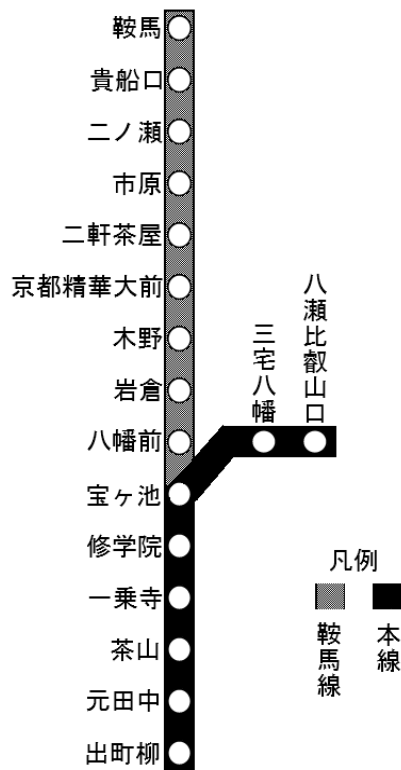 鞍馬
貴船口
二ノ瀬
市原
二軒茶屋
京都精華大前
木野
岩倉
八幡前
宝ヶ池
修学院
一乗寺
茶山
元田中
出町柳
八瀬比叡山口
三宅八幡
凡例
本線
鞍馬線